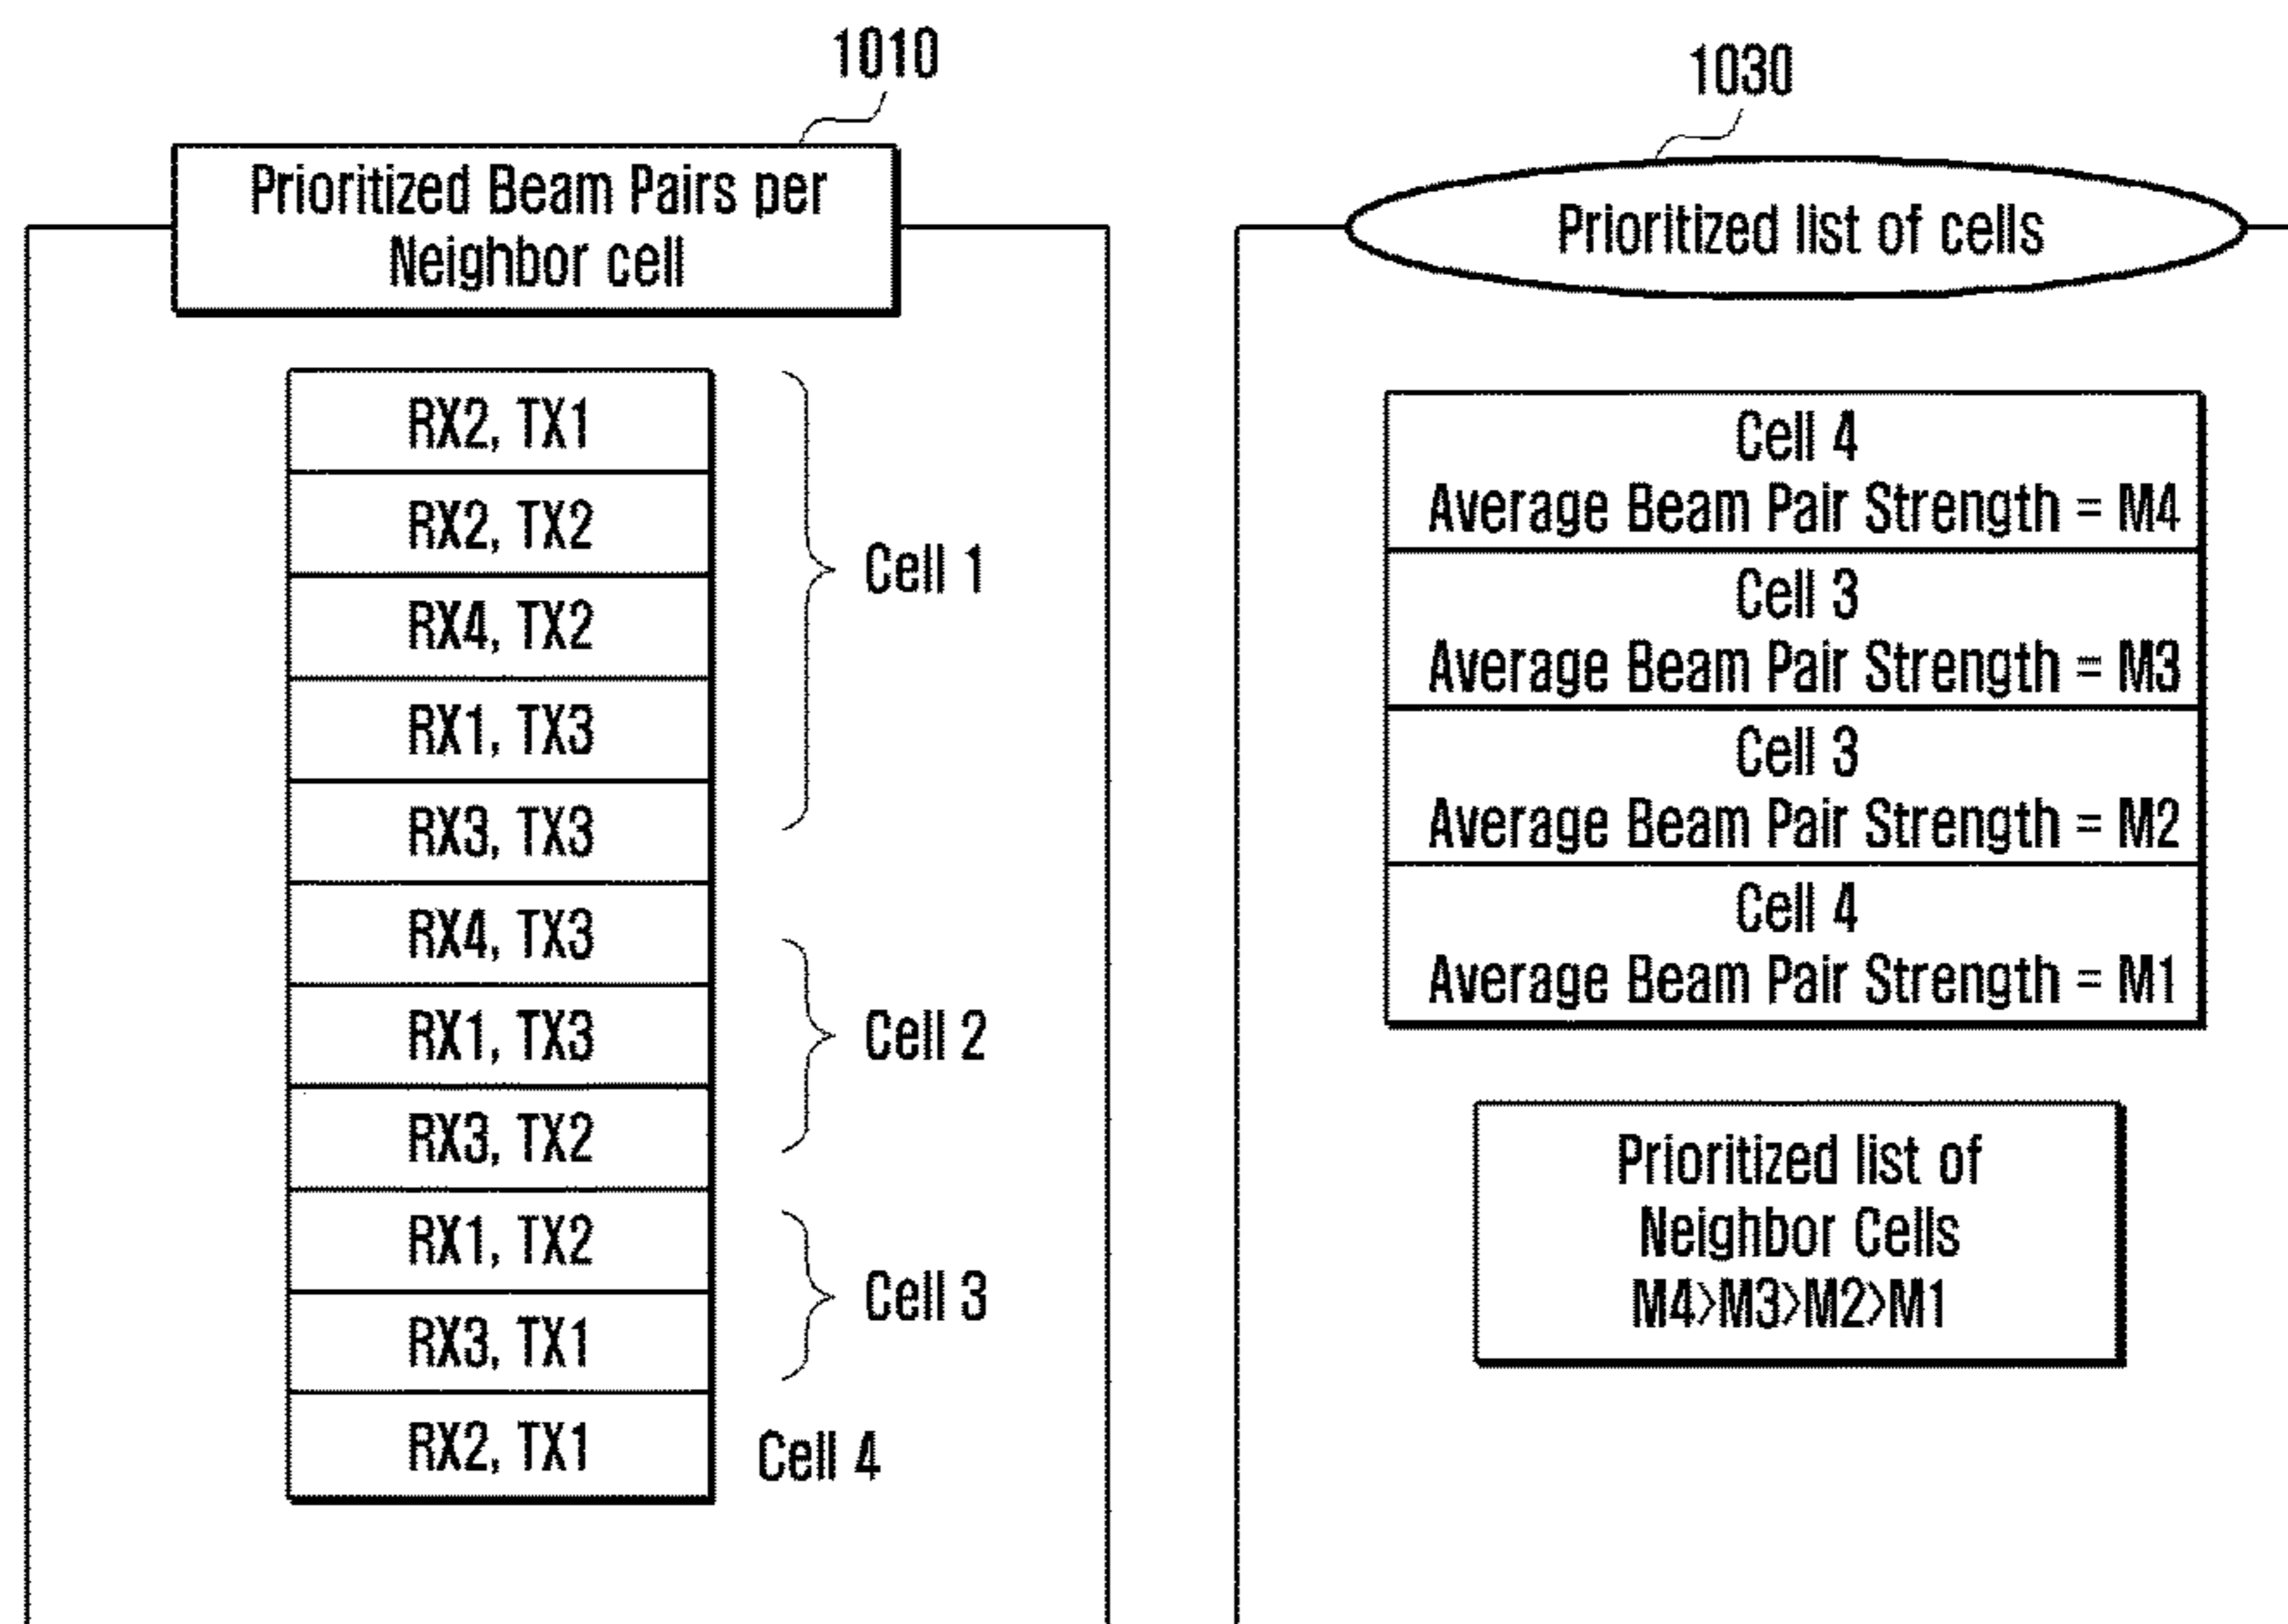 1010
Prioritized Beam Pairs per
Neighbor cell
RX2, TX1
RX2, TX2
RX4, TX2
RX1, TX3
RX3, TX3
Cell 1
RX4, TX3
RX1, TX3
RX3, TX2
Cell 2
RX1, TX2
RX3, TX1
Cell 3
RX2, TX1
Cell 4
1030
Prioritized list of cells
Cell 4
Average Beam Pair Strength = M4
Cell 3
Average Beam Pair Strength = M3
Cell 3
Average Beam Pair Strength = M2
Cell 4
Average Beam Pair Strength = M1
Prioritized list of
Neighbor Cells
M4>M3>M2>M1